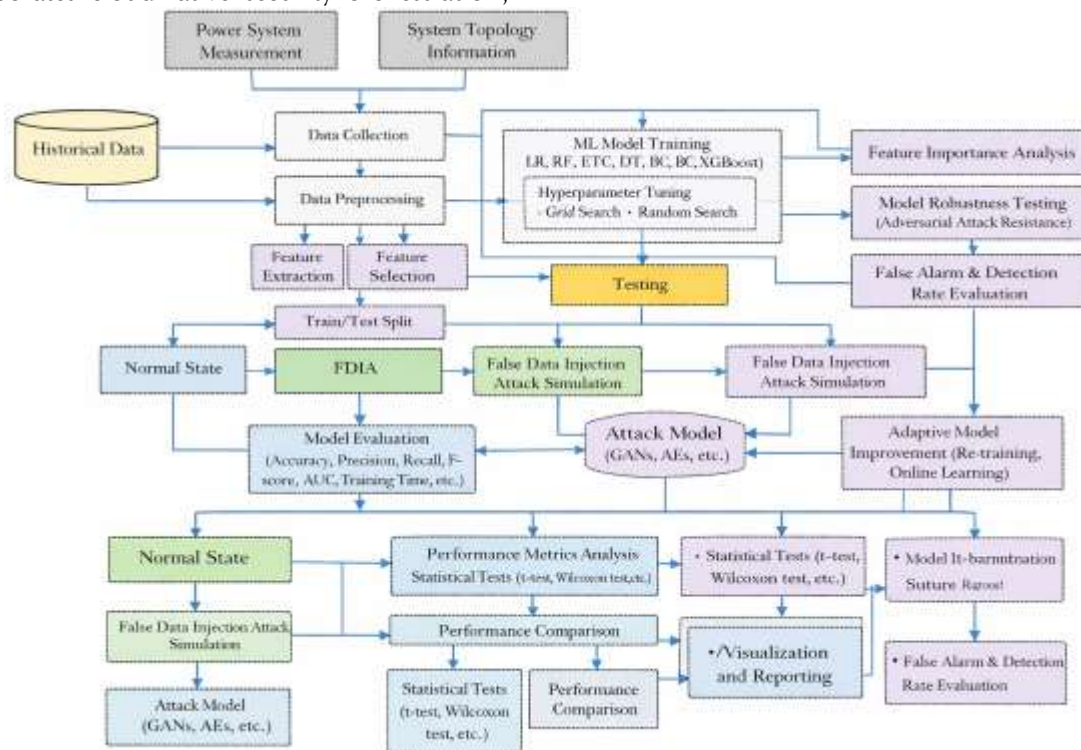 Power System
Measurement
System Topology
Information
Historical Data
Data Collection
ML Model Training
LR, RF, ETC, DT, BC, BC, XGBoost)
Feature Importance Analysis
Data Preprocessing
Hyperparameter Tuning
- Grid Search • Random Search
Model Robustness Testing
(Adversarial Attack Resistance)
Feature
Extraction
Feature
Selection
Testing
False Alarm & Detection
Rate Evaluation
Train/Test Split
Normal State
FDIA
False Data Injection
Attack Simulation
False Data Injection
Attack Simulation
Model Evaluation
(Accuracy, Precision, Recall, F-
score, AUC, Training Time, etc.)
Attack Model
(GANs, AEs, etc.)
Adaptive Model
Improvement (Re-training,
Online Learning)
Normal State
Performance Metrics Analysis
Statistical Tests (t-test, Wilcoxon test, etc.)
• Statistical Tests (t-test,
Wilcoxon test, etc.)
• Model
Suture
False Data Injection Attack
Simulation
Performance Comparison
•/Visualization
and Reporting
• False Alarm & Detection
Rate Evaluation
Attack Model
(GANs, AEs, etc.)
Statistical Tests
(t-test, Wilcoxon
test, etc.)
Performance
Comparison